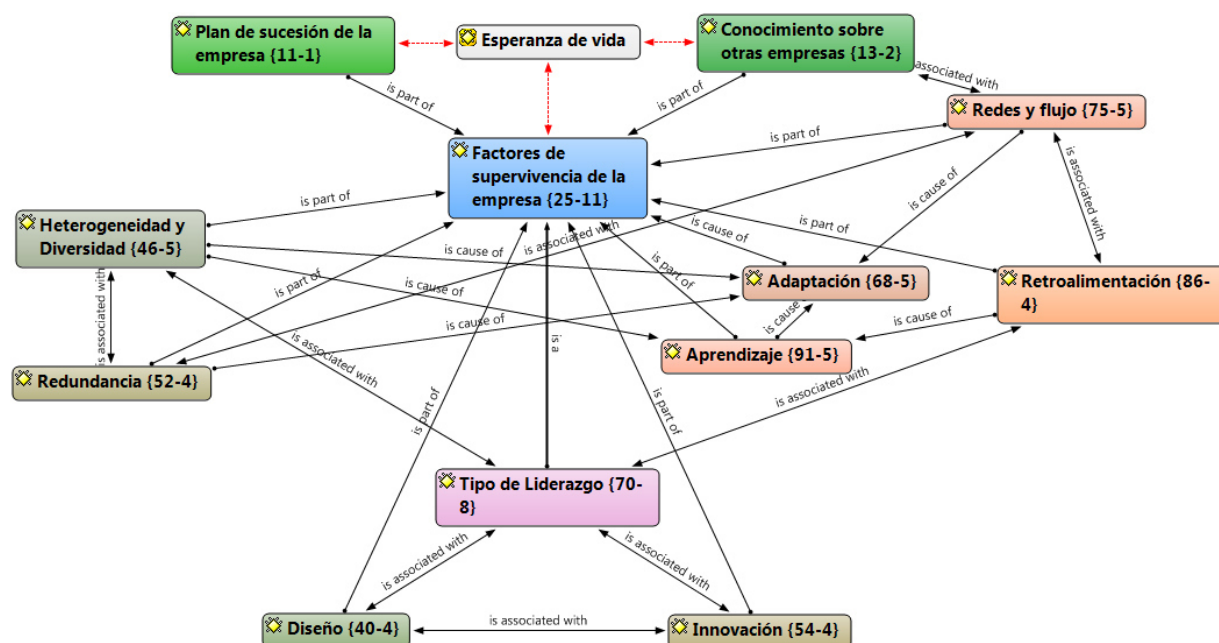 Plan de sucesión de la
empresa {11-1}
Esperanza de vida
Conocimiento sobre
otras empresas {13-2}
associated with
Redes y flujo {75-5}
is part of
is part of
is part of
Factores de
supervivencia de la
empresa {25-11}
is associated with
is cause of
is part of
Heterogeneidad y
Diversidad {46-5}
is associated with
is cause of
is part of
is cause of
is part of
Adaptación {68-5}
Retroalimentación {86-
4}
is associated with
is part of
is cause of
is part of
is cause of
is cause of
is cause of
Aprendizaje {91-5}
is a
Redundancia {52-4}
is associated with
is associated with
is part of
is part of
Tipo de Liderazgo {70-
8}
is associated with
is associated with
is associated with
Diseño {40-4}
Innovación {54-4}